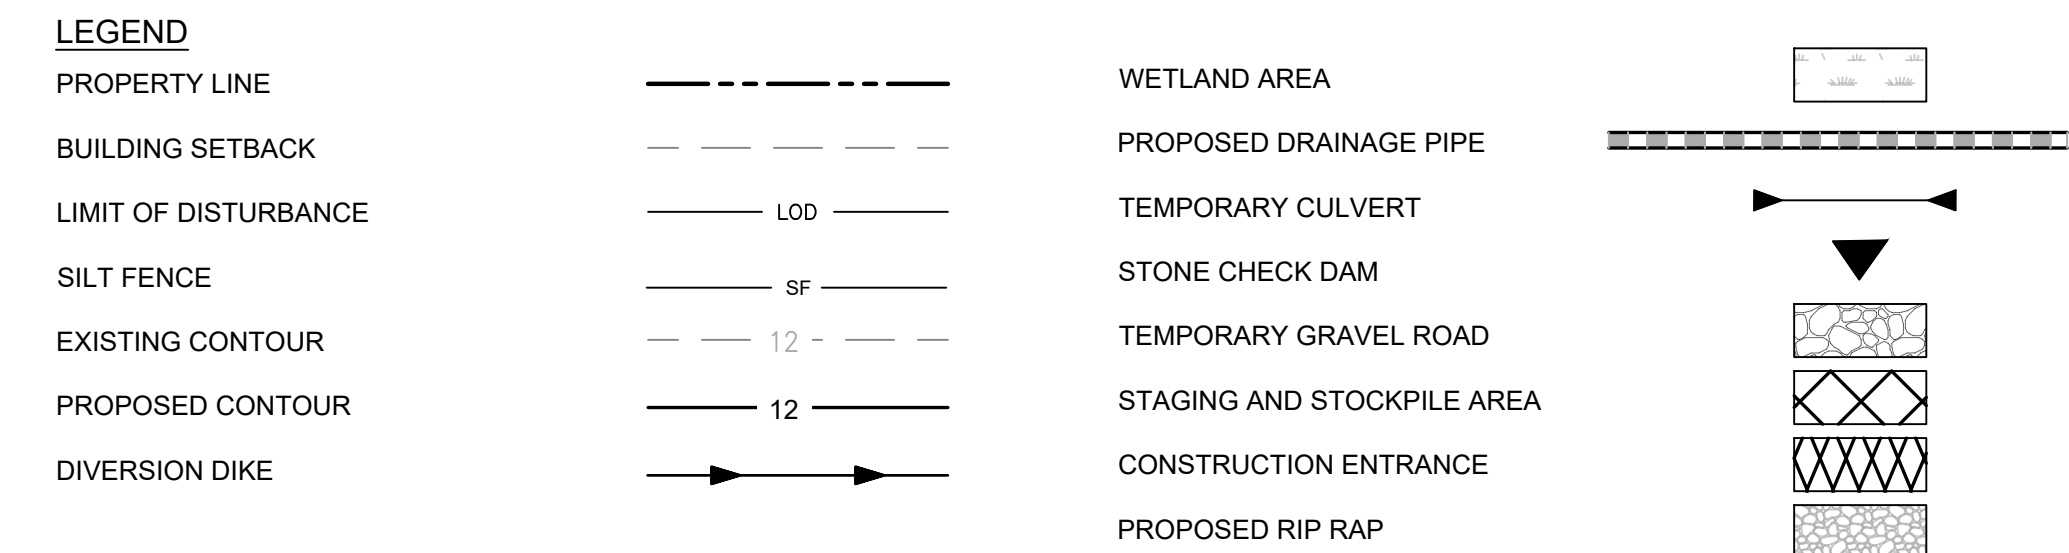 LEGEND
PROPERTY LINE
BUILDING SETBACK
LIMIT OF DISTURBANCE
LOD
SILT FENCE
SF
EXISTING CONTOUR
12
PROPOSED CONTOUR
12
DIVERSION DIKE
WETLAND AREA
PROPOSED DRAINAGE PIPE
TEMPORARY CULVERT
STONE CHECK DAM
TEMPORARY GRAVEL ROAD
STAGING AND STOCKPILE AREA
CONSTRUCTION ENTRANCE
PROPOSED RIP RAP